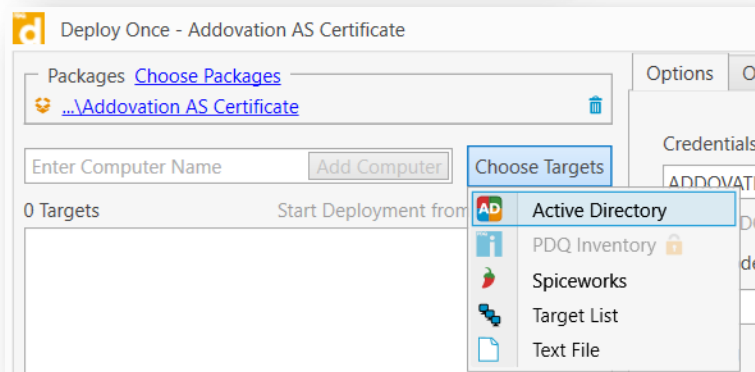 Deploy Once - Addovation AS Certificate
Packages Choose Packages
...\Addovation AS Certificate
Enter Computer Name Add Computer Choose Targets
0 Targets Start Deployment from
Active Directory
PDQ Inventory
Spiceworks
Target List
Text File
Options
Credentials
ADDOVATI